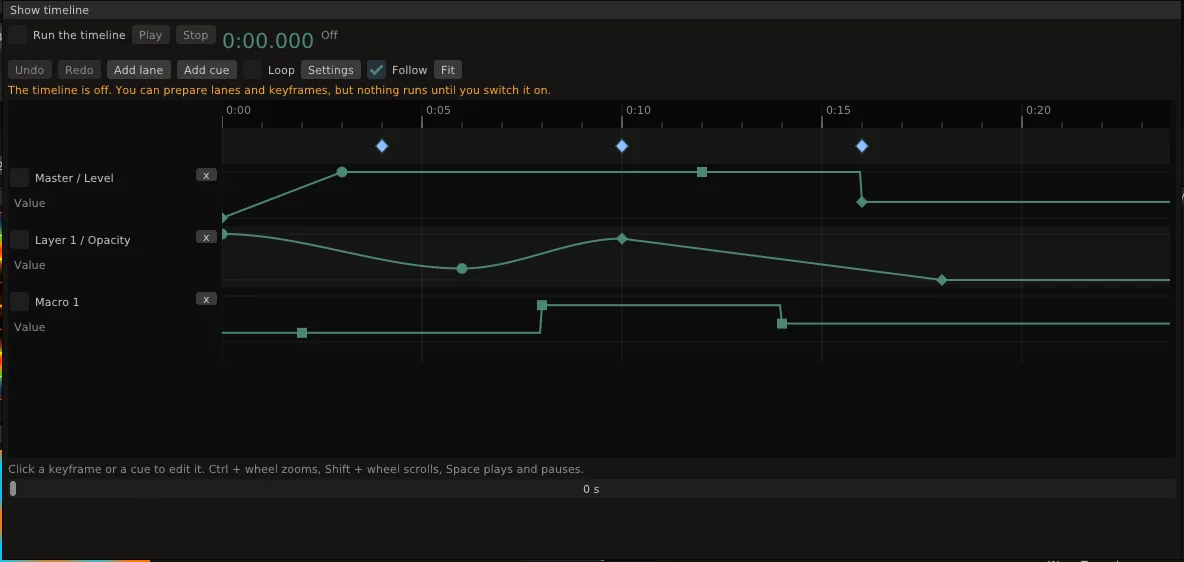 Show timeline
Run the timeline Play Stop 0:00.000 Off
Undo Redo Add lane Add cue Loop Settings Follow Fit
The timeline is off. You can prepare lanes and keyframes, but nothing runs until you switch it on.
0:00 0:05 0:10 0:15 0:20
Master / Level x
Value
Layer 1 / Opacity x
Value
Macro 1 x
Value
Click a keyframe or a cue to edit it. Ctrl + wheel zooms, Shift + wheel scrolls, Space plays and pauses.
0 s